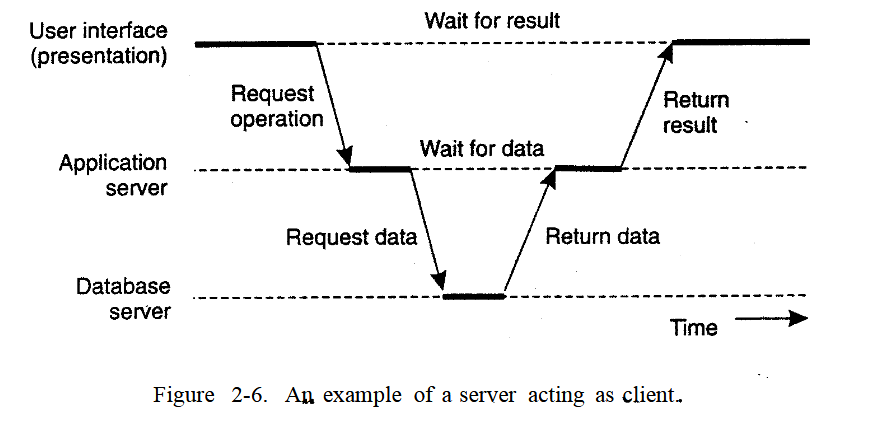 User interface
(presentation)
Wait for result
Request
operation
Return
result
Application
server
Wait for data
Request data
Return data
Database
server
Time
Figure 2-6. An example of a server acting as client.